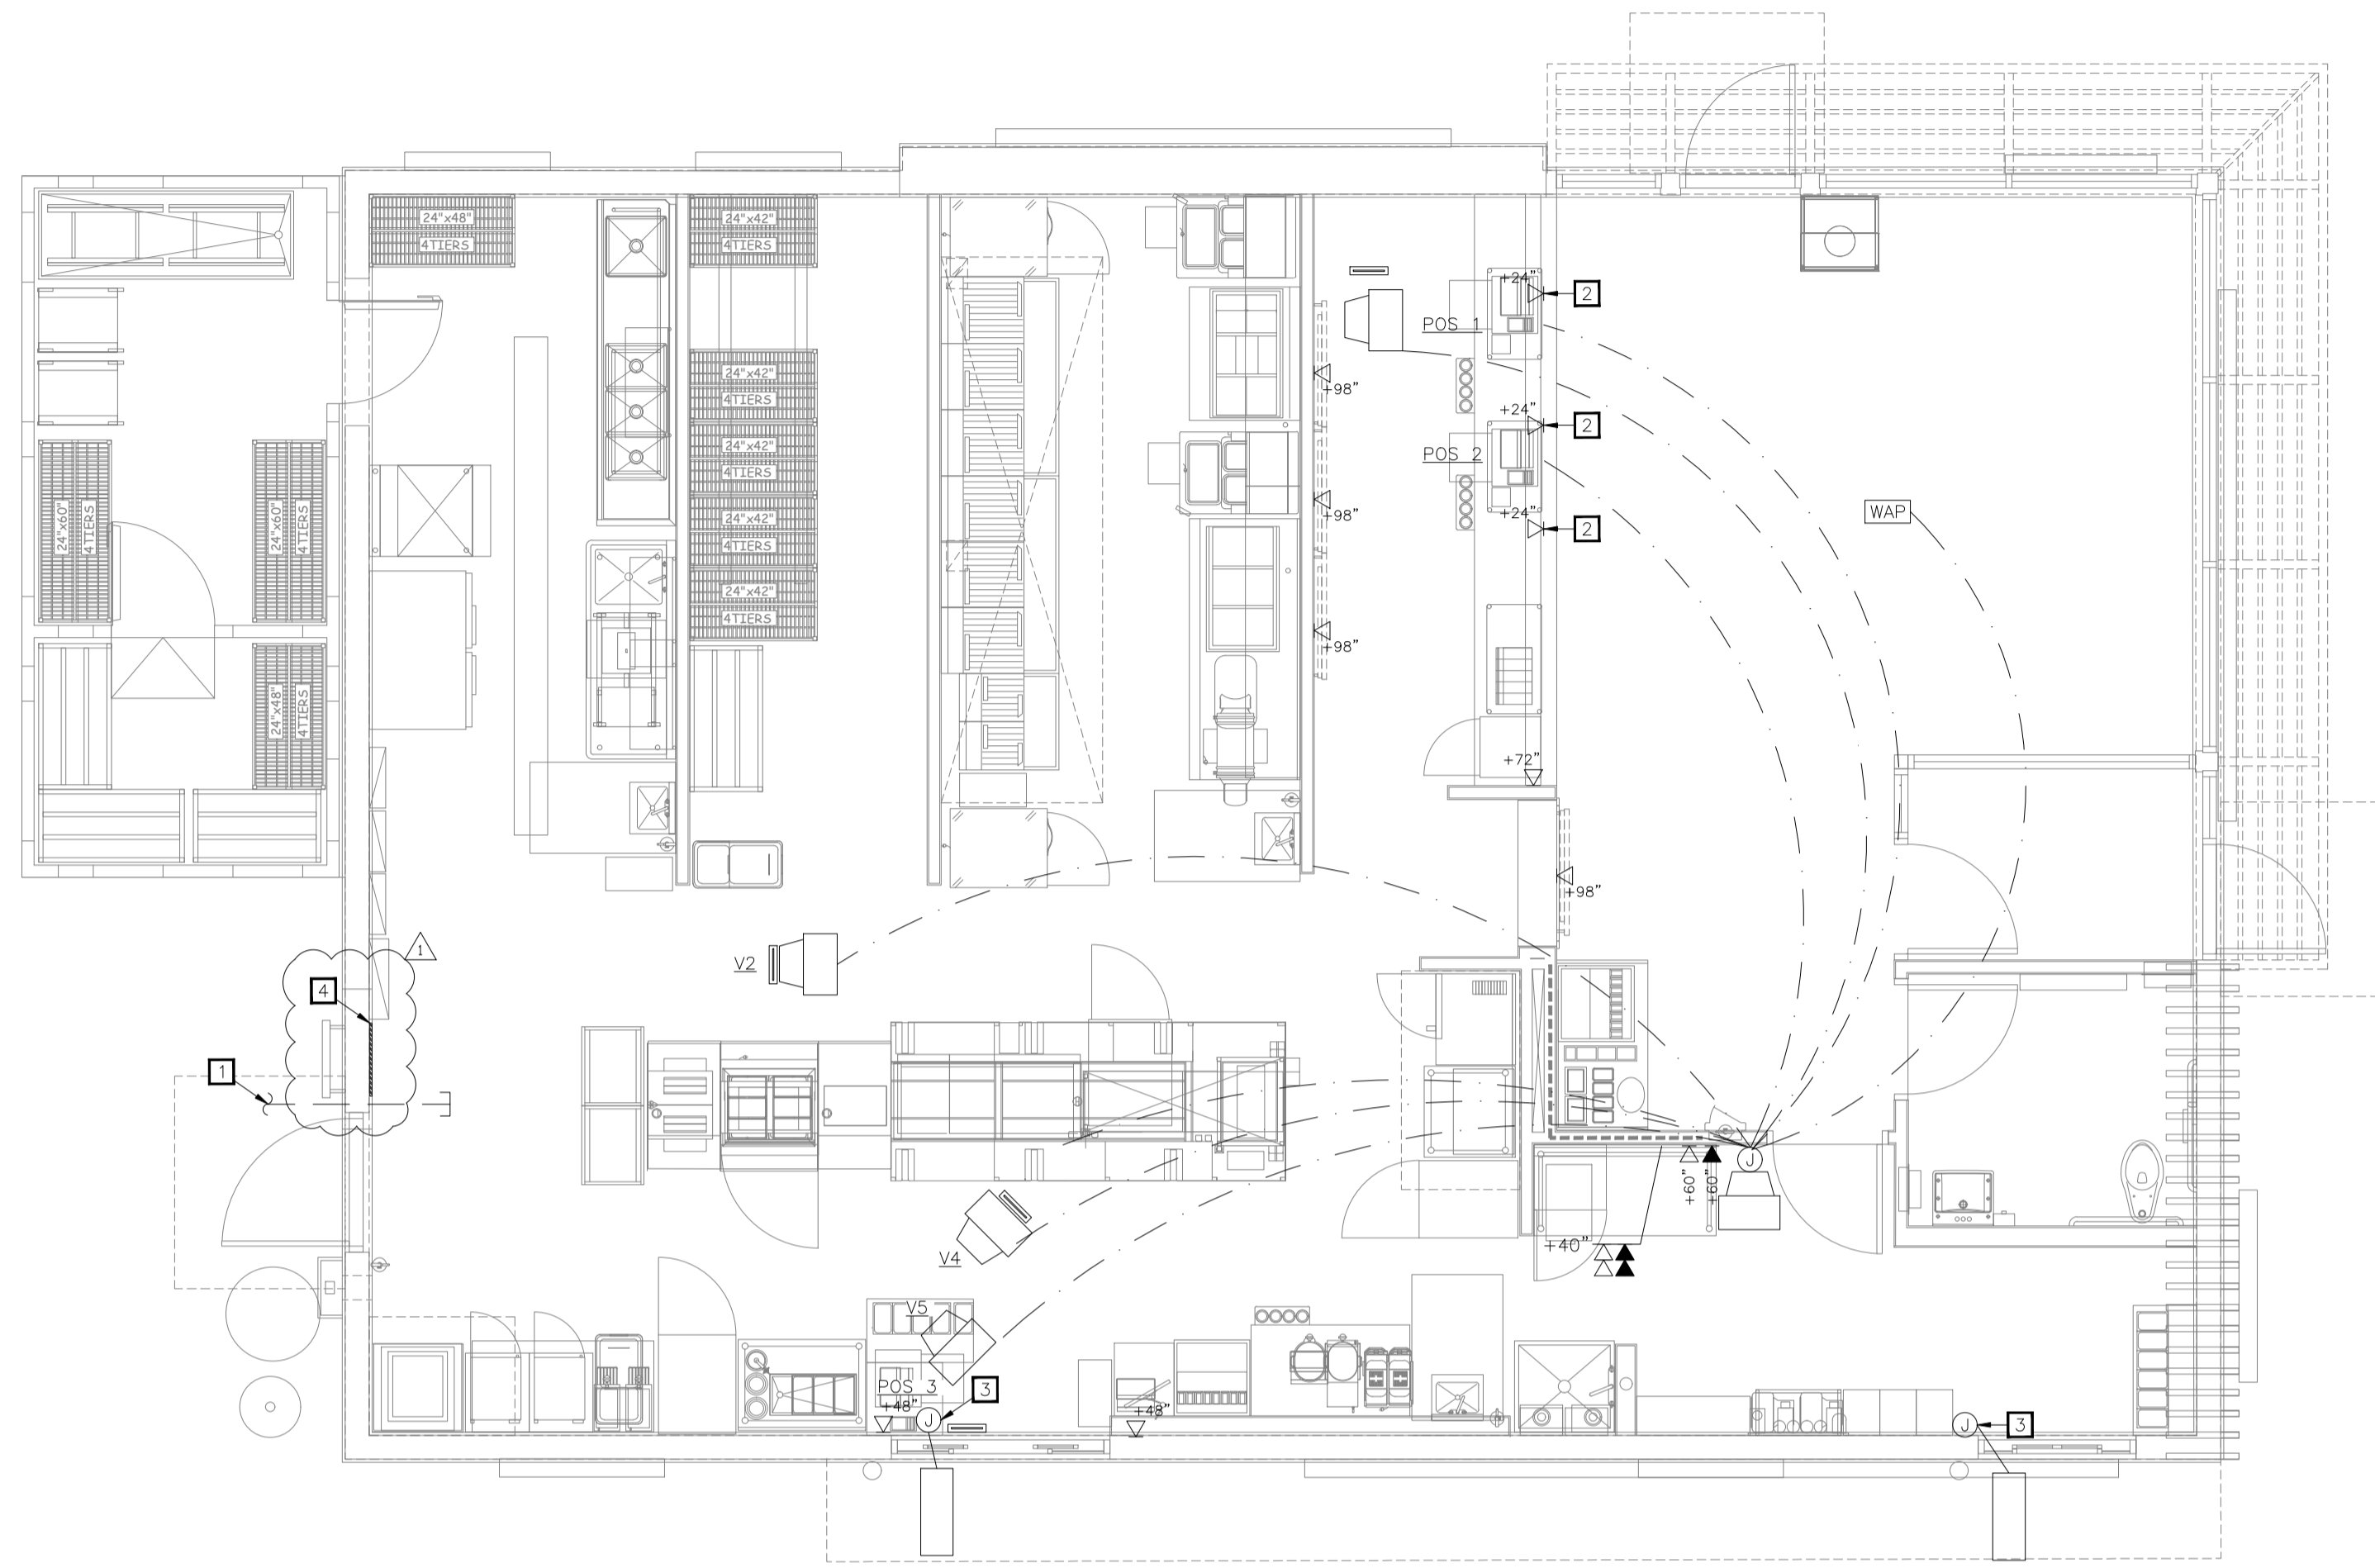 24"x48"
4TIERS
24"x42"
4TIERS
24"x42"
4TIERS
24"x42"
4TIERS
24"x42"
4TIERS
24"x42"
4TIERS
24"x60"
4TIERS
24"x60"
4TIERS
24"x48"
4TIERS
+24"
2
POS 1
+98"
+24"
2
POS 2
+98"
+24"
2
WAP
+98"
+72"
+98"
1
V2
4
1
J
+60"
+60"
+40"
V4
V5
POS 3
3
+48"
J
+48"
J
3